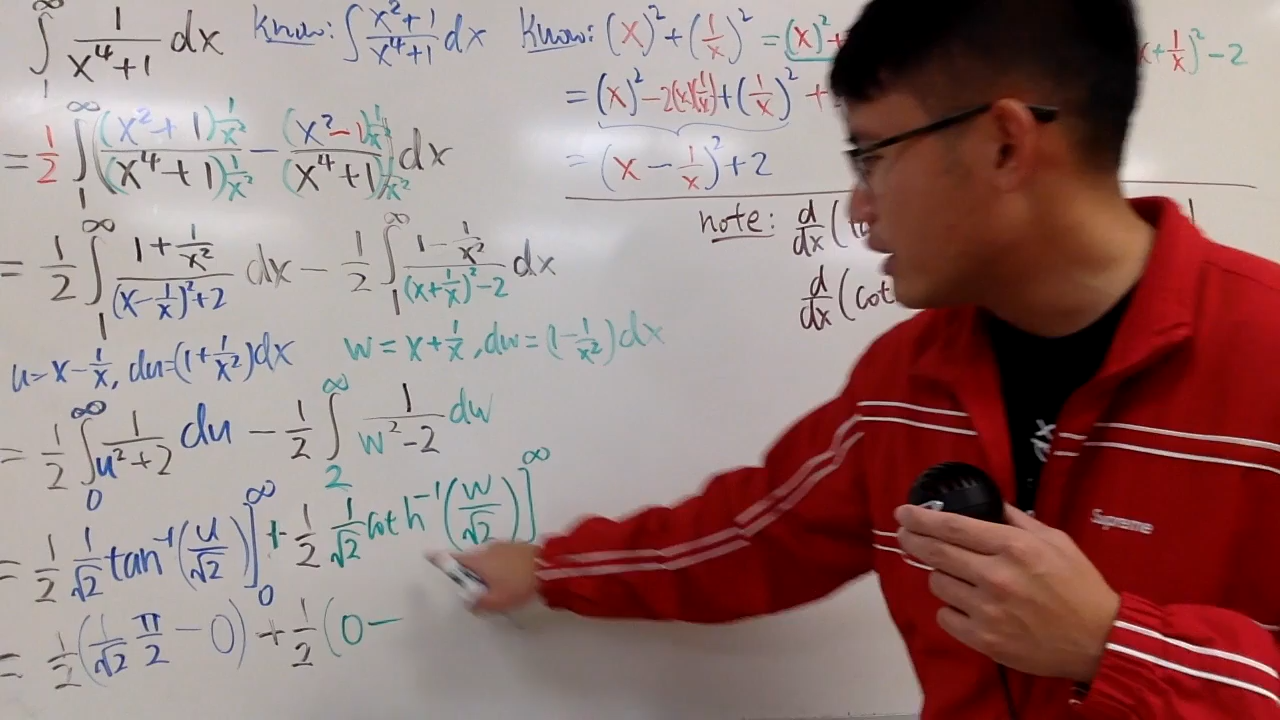 ∫₁^∞ 1/(x⁴+1) dx   Know: ∫ (x²+1)/(x⁴+1) dx   Know: (x)² + (1/x)² = (x)² + x + 1/x)² − 2
= (x)² − 2(x)(1/x) + (1/x)² +
= 1/2 ∫₁^∞ ( (x²+1)1/x² / (x⁴+1)1/x² − (x²−1)1/x² / (x⁴+1)1/x² ) dx   = (x − 1/x)² + 2
note: d/dx (ta
= 1/2 ∫₁^∞ (1 + 1/x²) / ((x − 1/x)² + 2) dx − 1/2 ∫₁^∞ (1 − 1/x²) / ((x + 1/x)² − 2) dx   d/dx (cot
u = x − 1/x, du = (1 + 1/x²)dx   w = x + 1/x, dw = (1 − 1/x²)dx
= 1/2 ∫₀^∞ 1/(u²+2) du − 1/2 ∫₂^∞ 1/(w²−2) dw
= 1/2 1/√2 tan⁻¹(u/√2)]₀^∞ + 1/2 1/√2 coth⁻¹(w/√2)]^∞
= 1/2 (1/√2 π/2 − 0) + 1/2 (0 −
Supreme